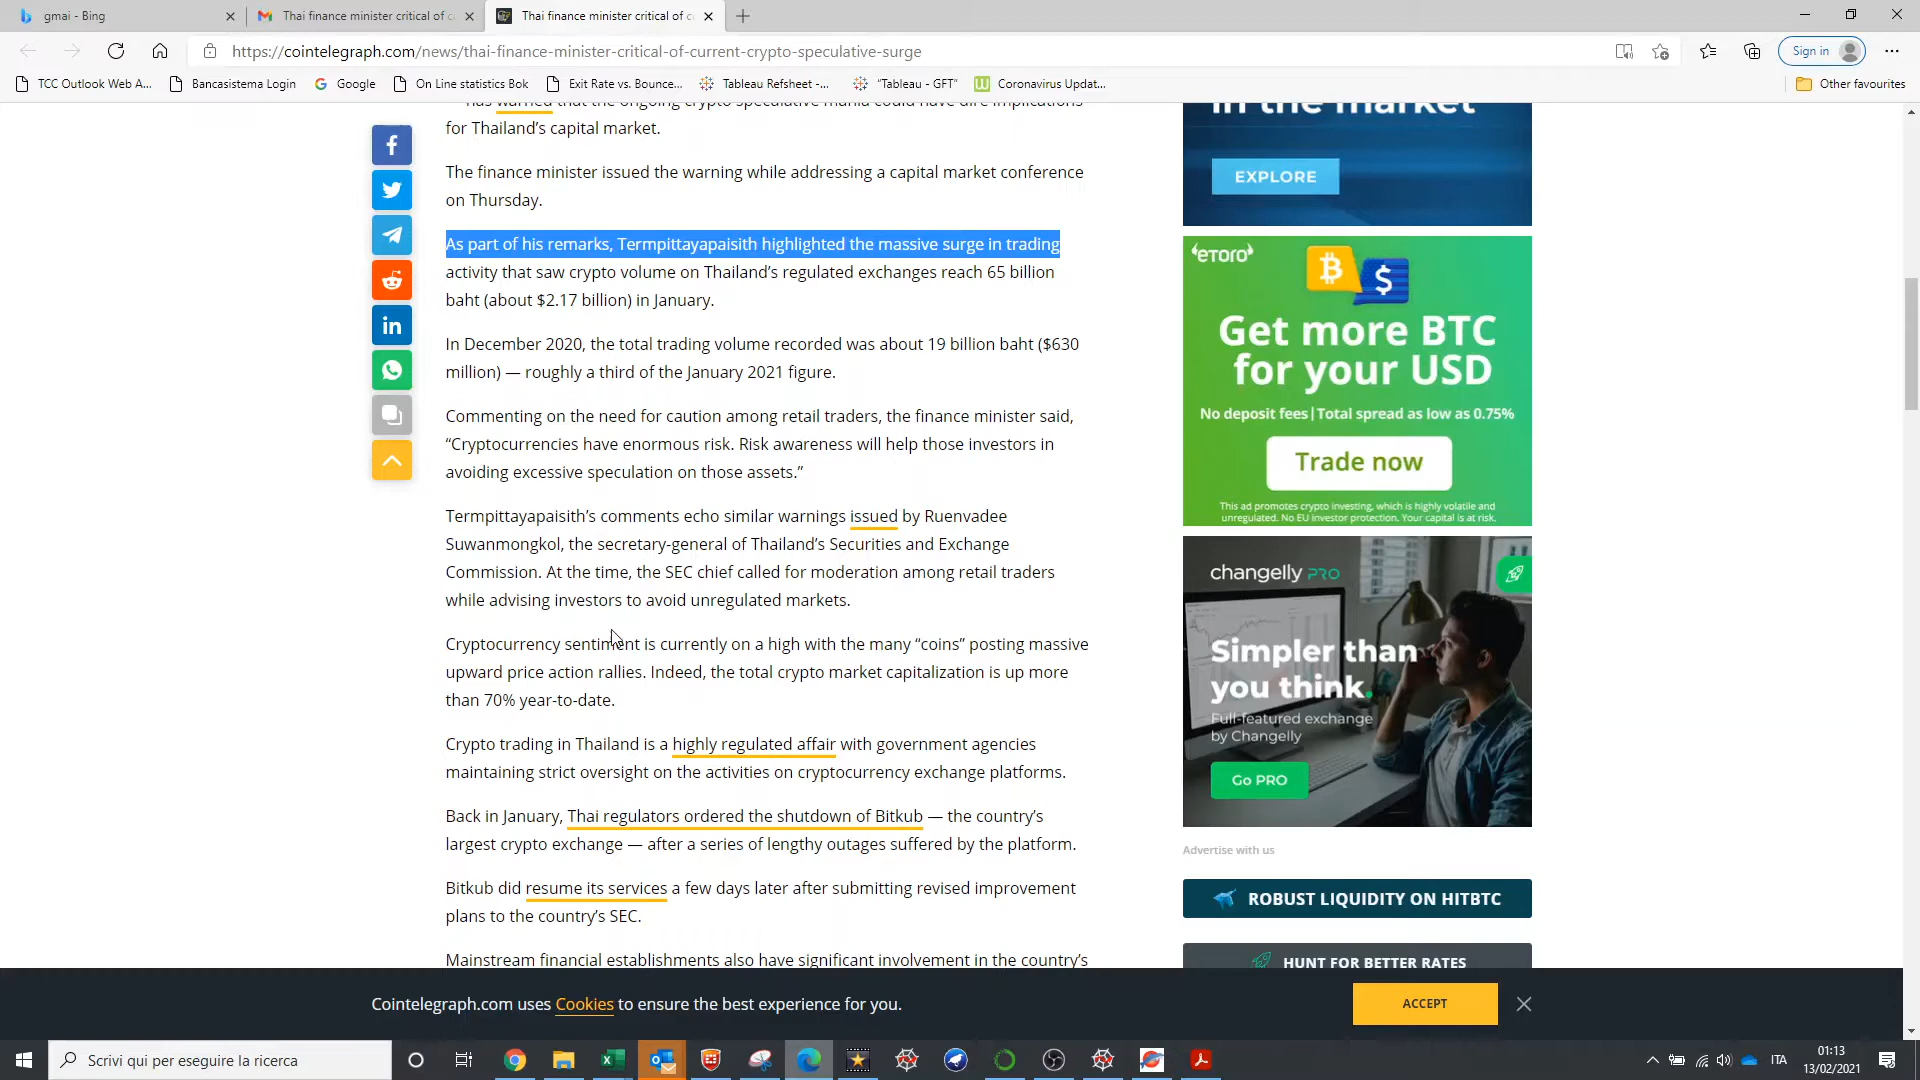 gmai - Bing
Thai finance minister critical of c
Thai finance minister critical of c
https://cointelegraph.com/news/thai-finance-minister-critical-of-current-crypto-speculative-surge
Sign in
TCC Outlook Web A...
Bancasistema Login
Google
On Line statistics Bok
Exit Rate vs. Bounce...
Tableau Refsheet -...
"Tableau - GFT"
Coronavirus Updat...
Other favourites
has warned that the ongoing crypto speculative mania could have dire implications
for Thailand's capital market.
The finance minister issued the warning while addressing a capital market conference
on Thursday.
As part of his remarks, Termpittayapaisith highlighted the massive surge in trading
activity that saw crypto volume on Thailand's regulated exchanges reach 65 billion
baht (about $2.17 billion) in January.
In December 2020, the total trading volume recorded was about 19 billion baht ($630
million) — roughly a third of the January 2021 figure.
Commenting on the need for caution among retail traders, the finance minister said,
“Cryptocurrencies have enormous risk. Risk awareness will help those investors in
avoiding excessive speculation on those assets.”
Termpittayapaisith's comments echo similar warnings issued by Ruenvadee
Suwanmongkol, the secretary-general of Thailand's Securities and Exchange
Commission. At the time, the SEC chief called for moderation among retail traders
while advising investors to avoid unregulated markets.
Cryptocurrency sentiment is currently on a high with the many “coins” posting massive
upward price action rallies. Indeed, the total crypto market capitalization is up more
than 70% year-to-date.
Crypto trading in Thailand is a highly regulated affair with government agencies
maintaining strict oversight on the activities on cryptocurrency exchange platforms.
Back in January, Thai regulators ordered the shutdown of Bitkub — the country's
largest crypto exchange — after a series of lengthy outages suffered by the platform.
Bitkub did resume its services a few days later after submitting revised improvement
plans to the country's SEC.
Mainstream financial establishments also have significant involvement in the country's
in the market
EXPLORE
eToro
Get more BTC
for your USD
No deposit fees | Total spread as low as 0.75%
Trade now
This ad promotes crypto investing, which is highly volatile and
unregulated. No EU investor protection. Your capital is at risk.
changelly PRO
Simpler than
you think.
Full-featured exchange
by Changelly
Go PRO
Advertise with us
ROBUST LIQUIDITY ON HITBTC
HUNT FOR BETTER RATES
Cointelegraph.com uses Cookies to ensure the best experience for you.
ACCEPT
Scrivi qui per eseguire la ricerca
ITA
01:13
13/02/2021